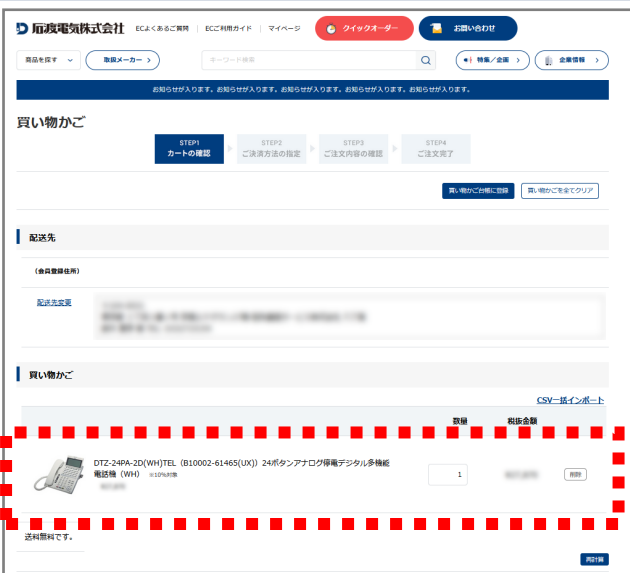 石渡電気株式会社 ECよくあるご質問 ECご利用ガイド マイページ クイックオーダー お問い合わせ
商品を探す 取扱メーカー キーワード検索 特集/企画 企業情報
お知らせが入ります。お知らせが入ります。お知らせが入ります。お知らせが入ります。お知らせが入ります。
買い物かご
STEP1 STEP2 STEP3 STEP4
カートの確認 ご決済方法の指定 ご注文内容の確認 ご注文完了
買い物かご台帳に登録 買い物かごを全てクリア
配送先
(会員登録住所)
配送先変更
買い物かご
CSV一括インポート
数量 税抜金額
DTZ-24PA-2D(WH)TEL(B10002-61465(UX))24ボタンアナログ停電デジタル多機能
電話機(WH) ※10%対象 1 削除
送料無料です。
再計算